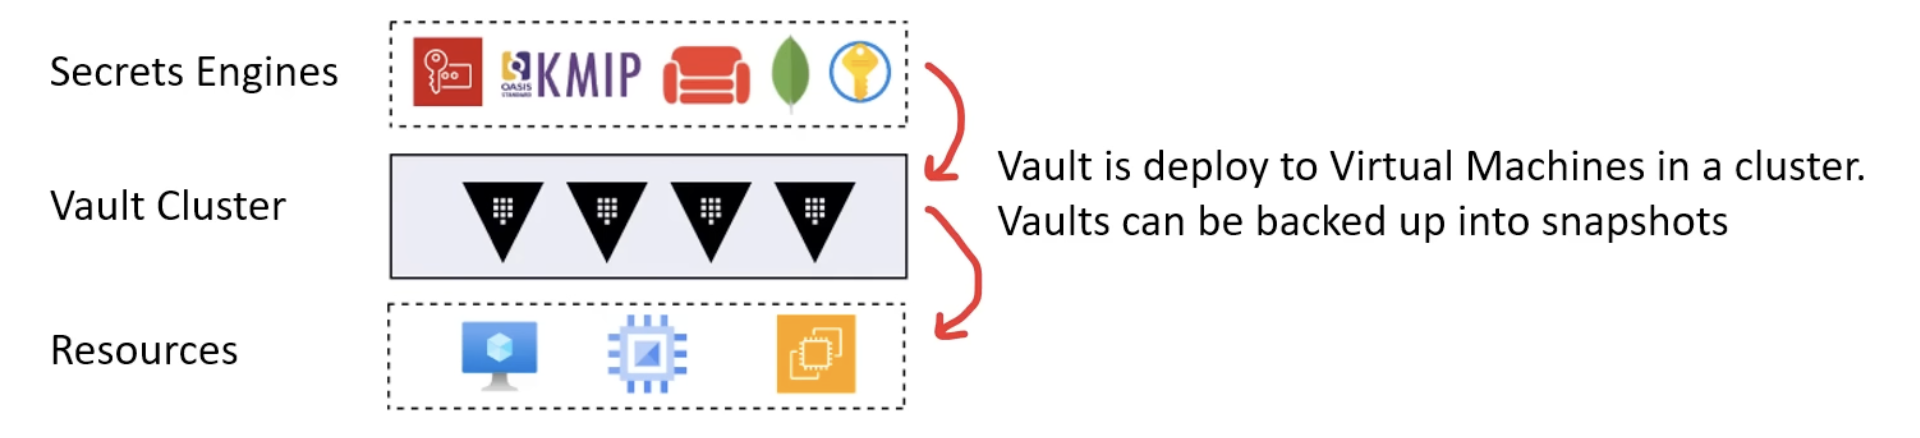 Secrets Engines
OASIS
STANDARD
KMIP
Vault Cluster
Vault is deploy to Virtual Machines in a cluster.
Vaults can be backed up into snapshots
Resources